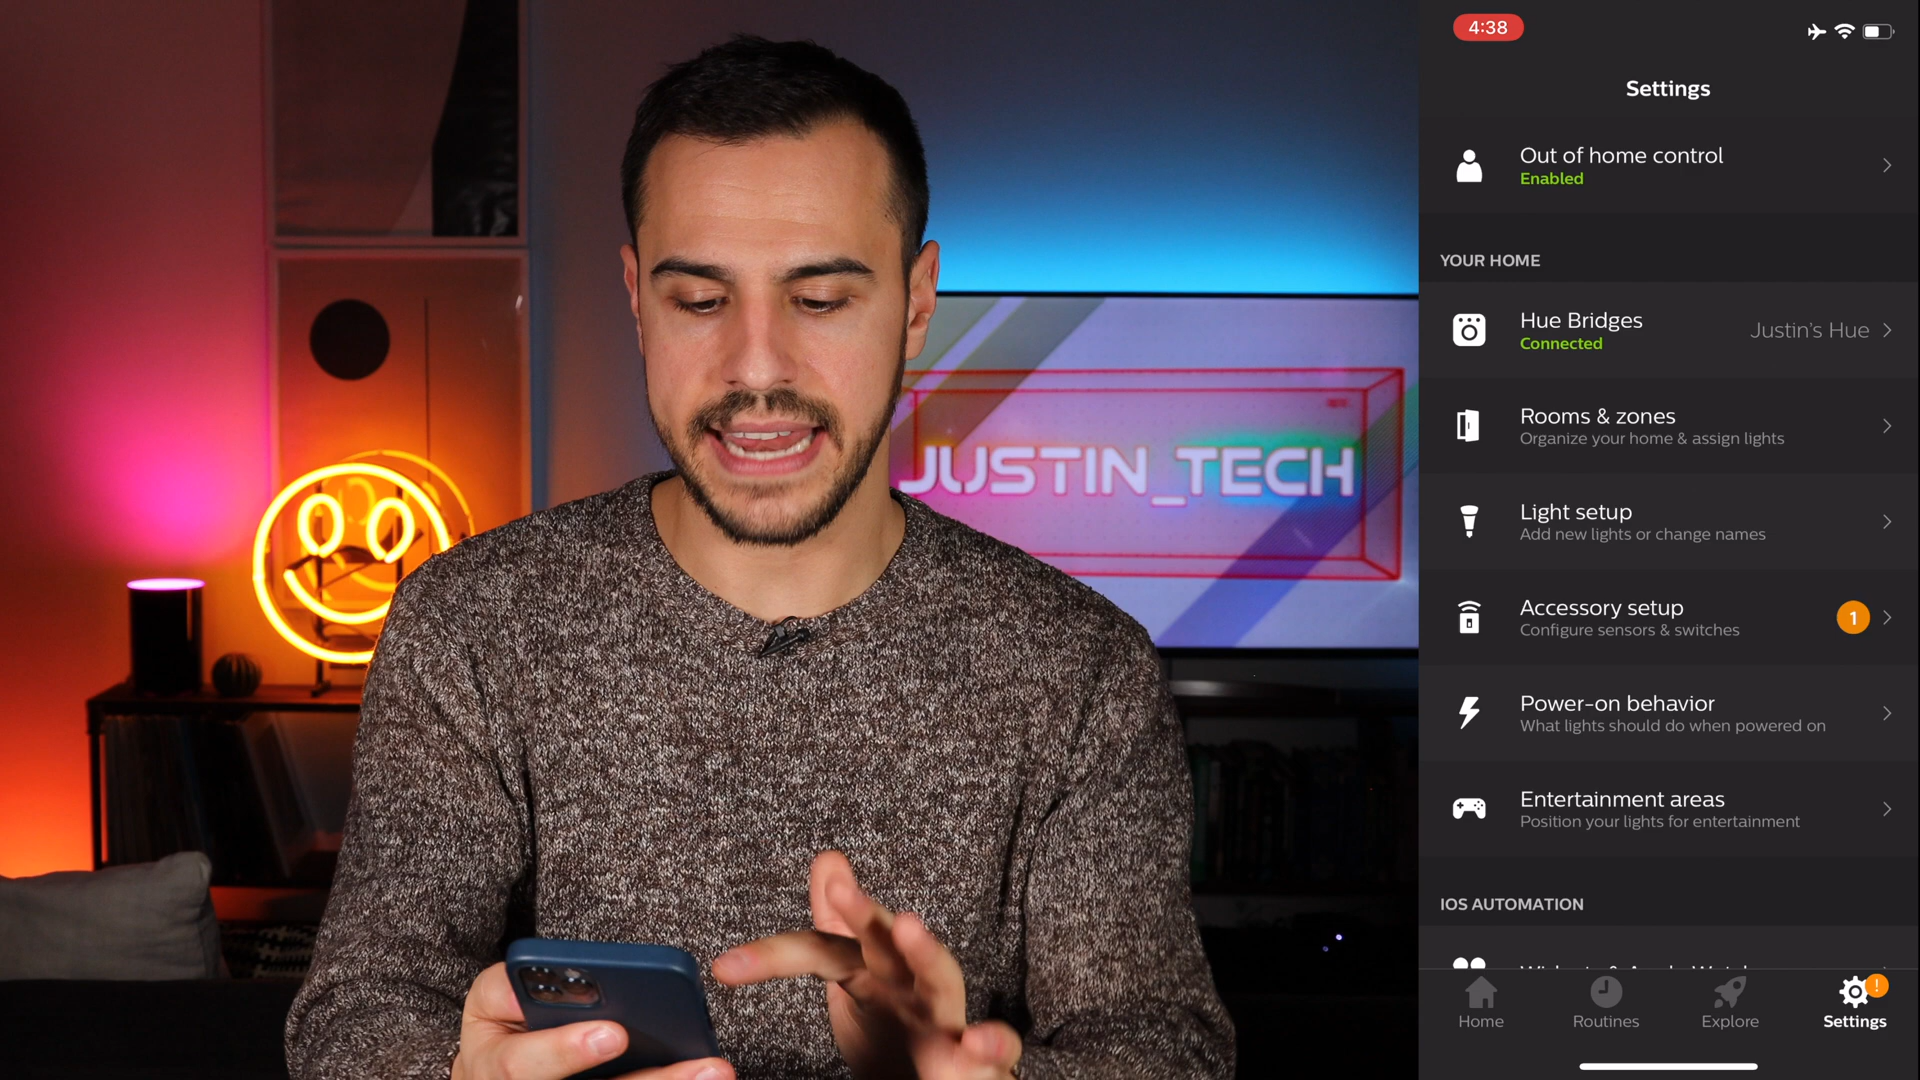 JUSTIN_TECH
4:38
Settings
Out of home control
Enabled
YOUR HOME
Hue Bridges
Connected
Justin's Hue
Rooms & zones
Organize your home & assign lights
Light setup
Add new lights or change names
Accessory setup
Configure sensors & switches
1
Power-on behavior
What lights should do when powered on
Entertainment areas
Position your lights for entertainment
IOS AUTOMATION
Home
Routines
Explore
Settings
!